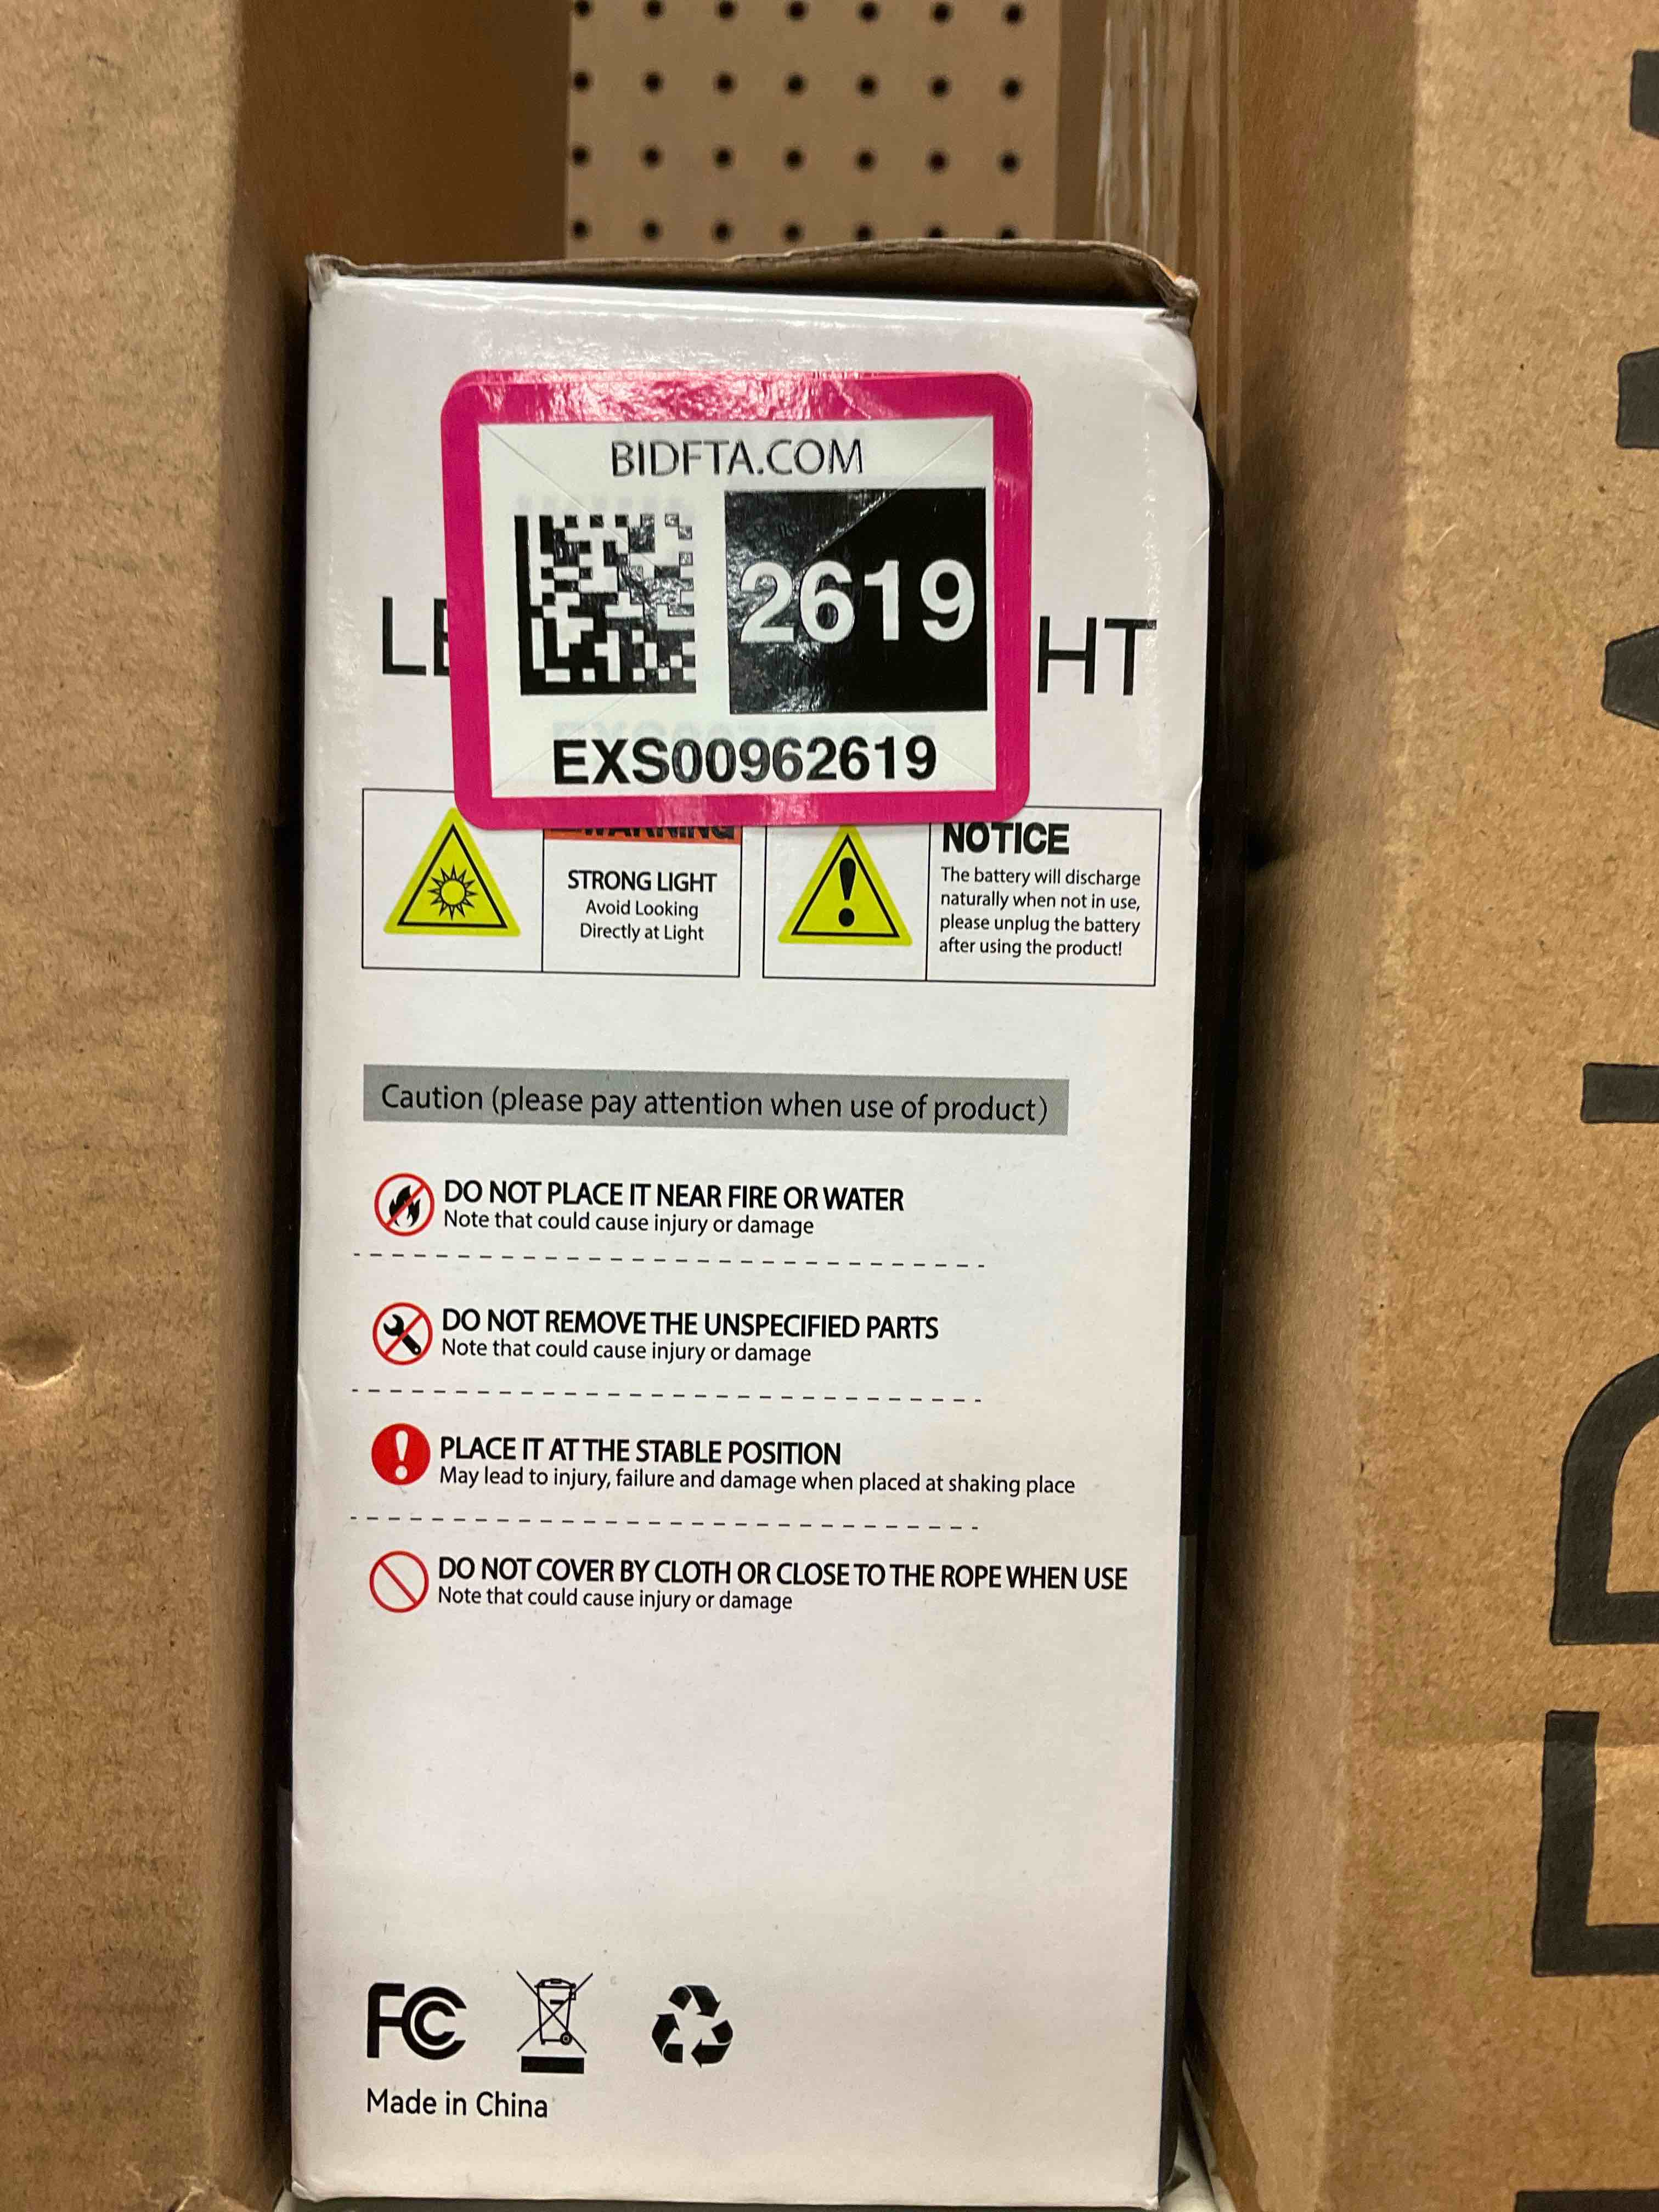 BIDFTA.COM
2619
EXS00962619
WARNING
STRONG LIGHT
Avoid Looking
Directly at Light
NOTICE
The battery will discharge
naturally when not in use,
please unplug the battery
after using the product!
Caution (please pay attention when use of product)
DO NOT PLACE IT NEAR FIRE OR WATER
Note that could cause injury or damage
DO NOT REMOVE THE UNSPECIFIED PARTS
Note that could cause injury or damage
PLACE IT AT THE STABLE POSITION
May lead to injury, failure and damage when placed at shaking place
DO NOT COVER BY CLOTH OR CLOSE TO THE ROPE WHEN USE
Note that could cause injury or damage
FC
Made in China